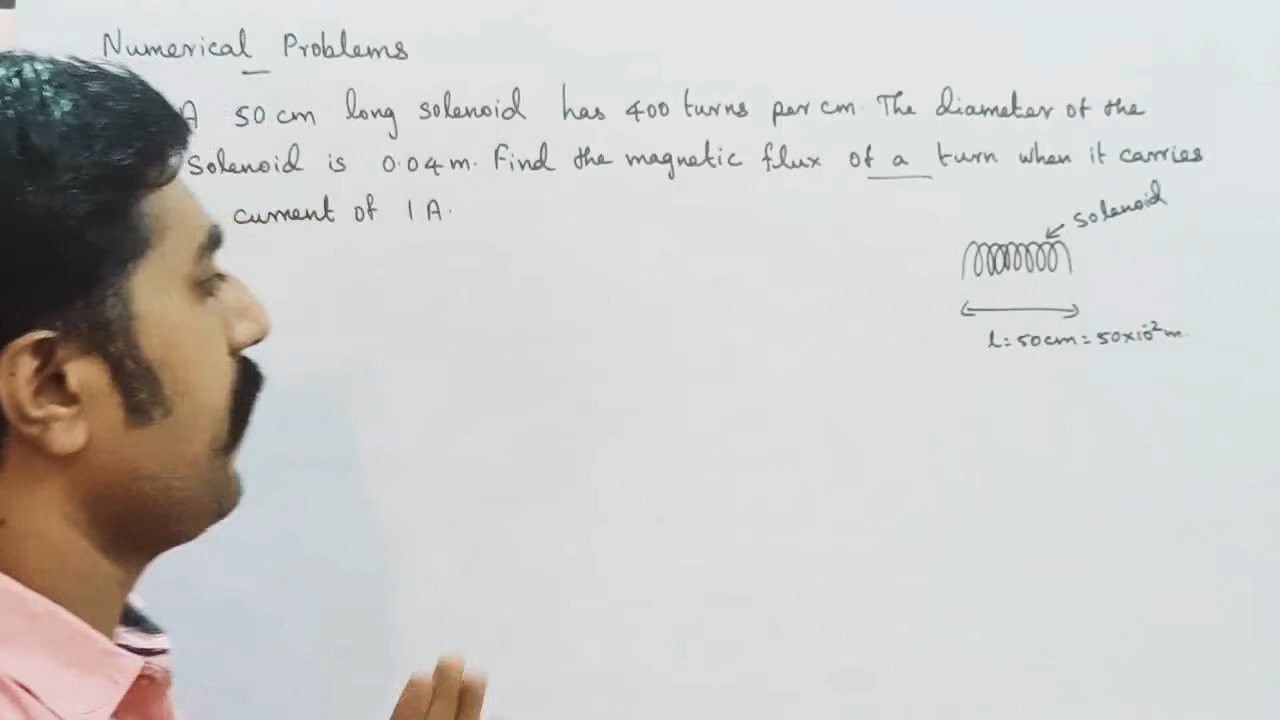 Numerical Problems
A 50 cm long solenoid has 400 turns per cm. The diameter of the
Solenoid is 0.04 m. Find the magnetic flux of a turn when it carries
current of 1 A.
solenoid
l = 50cm = 50×10⁻²m.